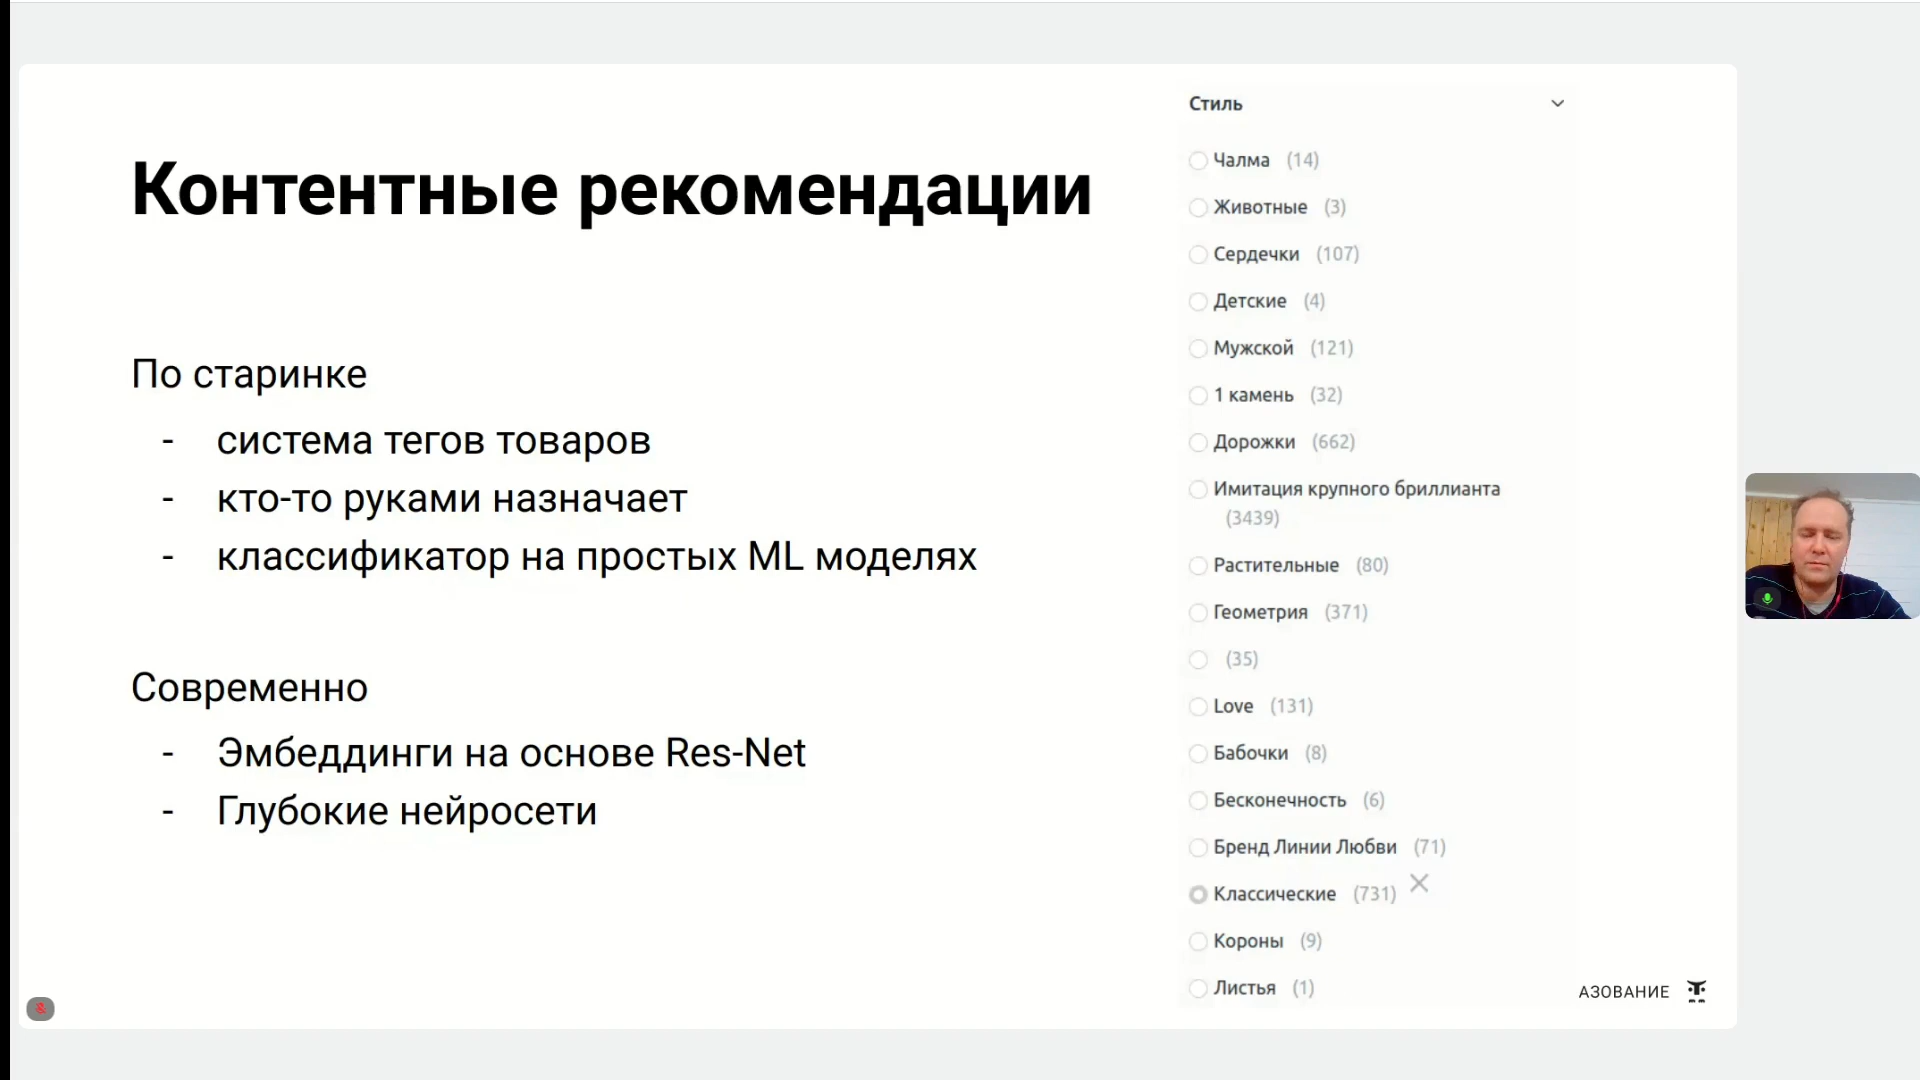 Контентные рекомендации
По старинке
- система тегов товаров
- кто-то руками назначает
- классификатор на простых ML моделях
Современно
- Эмбеддинги на основе Res-Net
- Глубокие нейросети
Стиль
Чалма (14)
Животные (3)
Сердечки (107)
Детские (4)
Мужской (121)
1 камень (32)
Дорожки (662)
Имитация крупного бриллианта
(3439)
Растительные (80)
Геометрия (371)
(35)
Love (131)
Бабочки (8)
Бесконечность (6)
Бренд Линии Любви (71)
Классические (731)
Короны (9)
Листья (1)
АЗОВАНИЕ